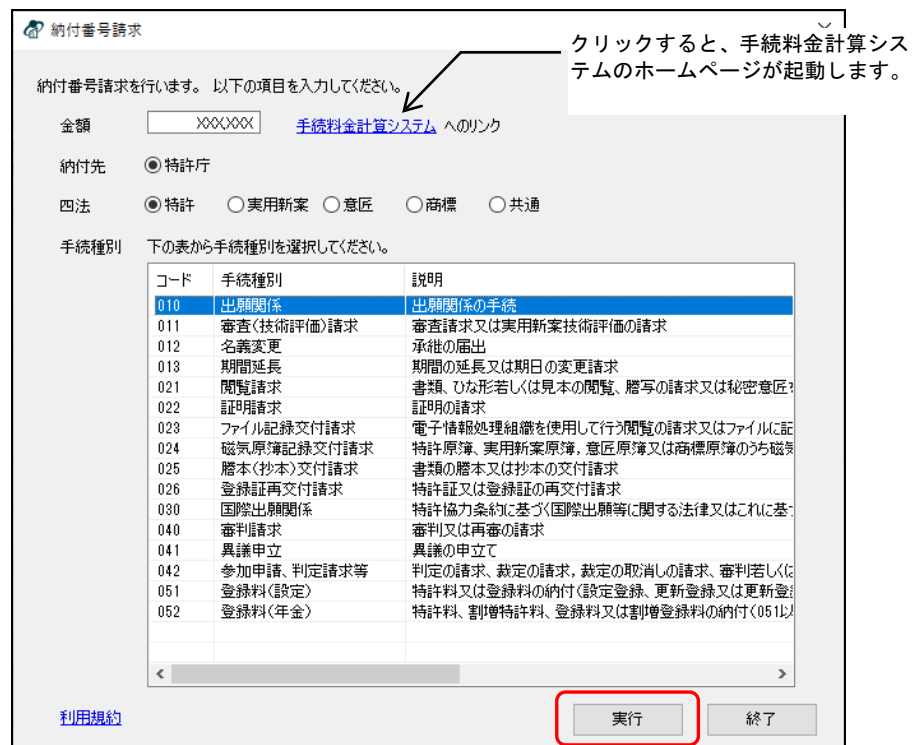 納付番号請求
クリックすると、手続料金計算シス
テムのホームページが起動します。
納付番号請求を行います。 以下の項目を入力してください。
金額 XXX,XXX 手続料金計算システム へのリンク
納付先 特許庁
四法 特許 実用新案 意匠 商標 共通
手続種別 下の表から手続種別を選択してください。
コード 手続種別 説明
010 出願関係 出願関係の手続
011 審査(技術評価)請求 審査請求又は実用新案技術評価の請求
012 名義変更 承継の届出
013 期間延長 期間の延長又は期日の変更請求
021 閲覧請求 書類、ひな形若しくは見本の閲覧、謄写の請求又は秘密意匠
022 証明請求 証明の請求
023 ファイル記録交付請求 電子情報処理組織を使用して行う閲覧の請求又はファイルに記
024 磁気原簿記録交付請求 特許原簿、実用新案原簿，意匠原簿又は商標原簿のうち磁気
025 謄本(抄本)交付請求 書類の謄本又は抄本の交付請求
026 登録証再交付請求 特許証又は登録証の再交付請求
030 国際出願関係 特許協力条約に基づく国際出願等に関する法律又はこれに基づ
040 審判請求 審判又は再審の請求
041 異議申立 異議の申立て
042 参加申請、判定請求等 判定の請求、裁定の請求，裁定の取消しの請求、審判若しくは
051 登録料(設定) 特許料又は登録料の納付(設定登録、更新登録又は更新登
052 登録料(年金) 特許料、割増特許料、登録料又は割増登録料の納付(051以
利用規約 実行 終了